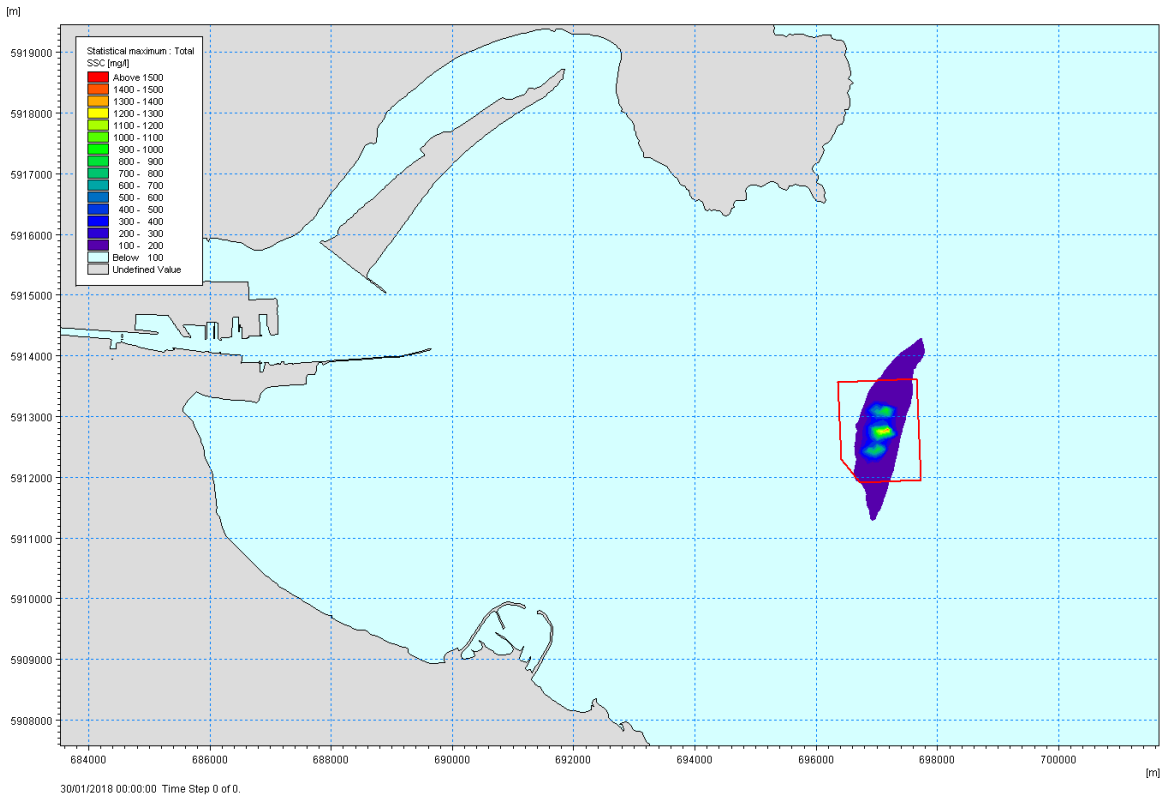 [m]
5919000
5918000
5917000
5916000
5915000
5914000
5913000
5912000
5911000
5910000
5909000
5908000
Statistical maximum : Total
SSC [mg/l]
Above 1500
1400 - 1500
1300 - 1400
1200 - 1300
1100 - 1200
1000 - 1100
900 - 1000
800 - 900
700 - 800
600 - 700
500 - 600
400 - 500
300 - 400
200 - 300
100 - 200
Below 100
Undefined Value
684000 686000 688000 690000 692000 694000 696000 698000 700000
[m]
30/01/2018 00:00:00 Time Step 0 of 0.